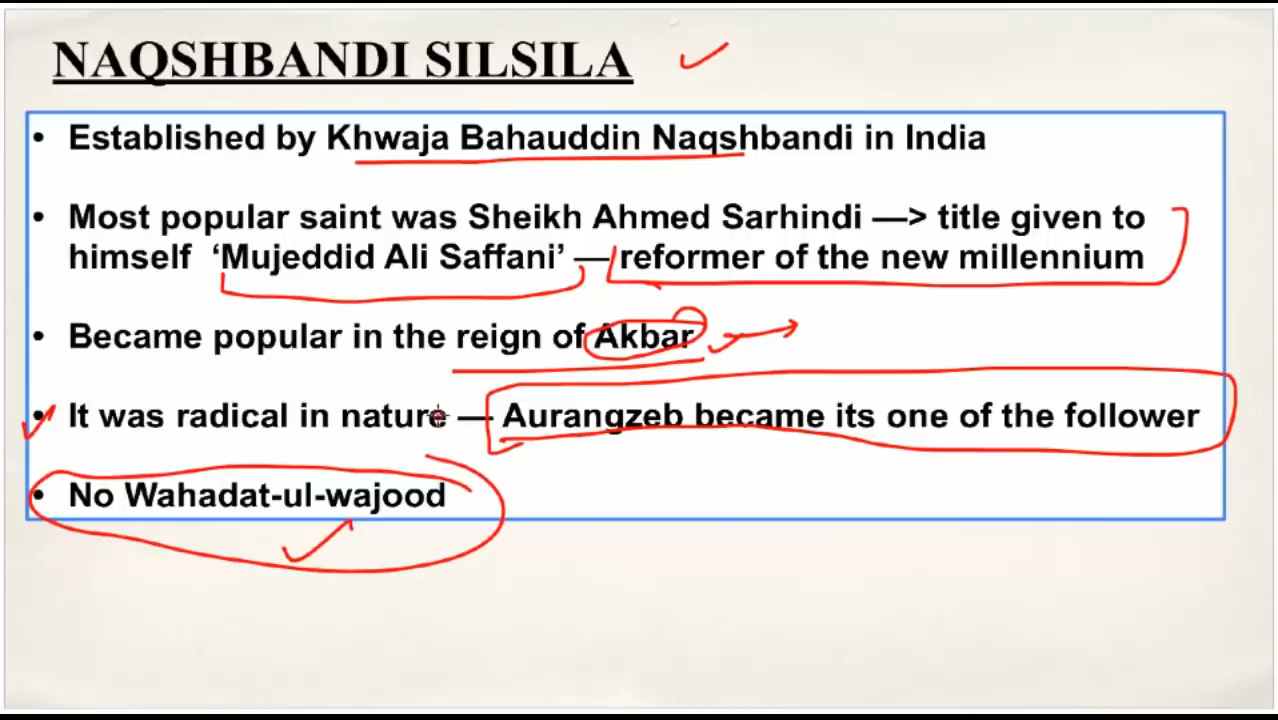 NAQSHBANDI SILSILA
• Established by Khwaja Bahauddin Naqshbandi in India
• Most popular saint was Sheikh Ahmed Sarhindi —> title given to
himself ‘Mujeddid Ali Saffani’ — reformer of the new millennium
• Became popular in the reign of Akbar
• It was radical in nature — Aurangzeb became its one of the follower
• No Wahadat-ul-wajood